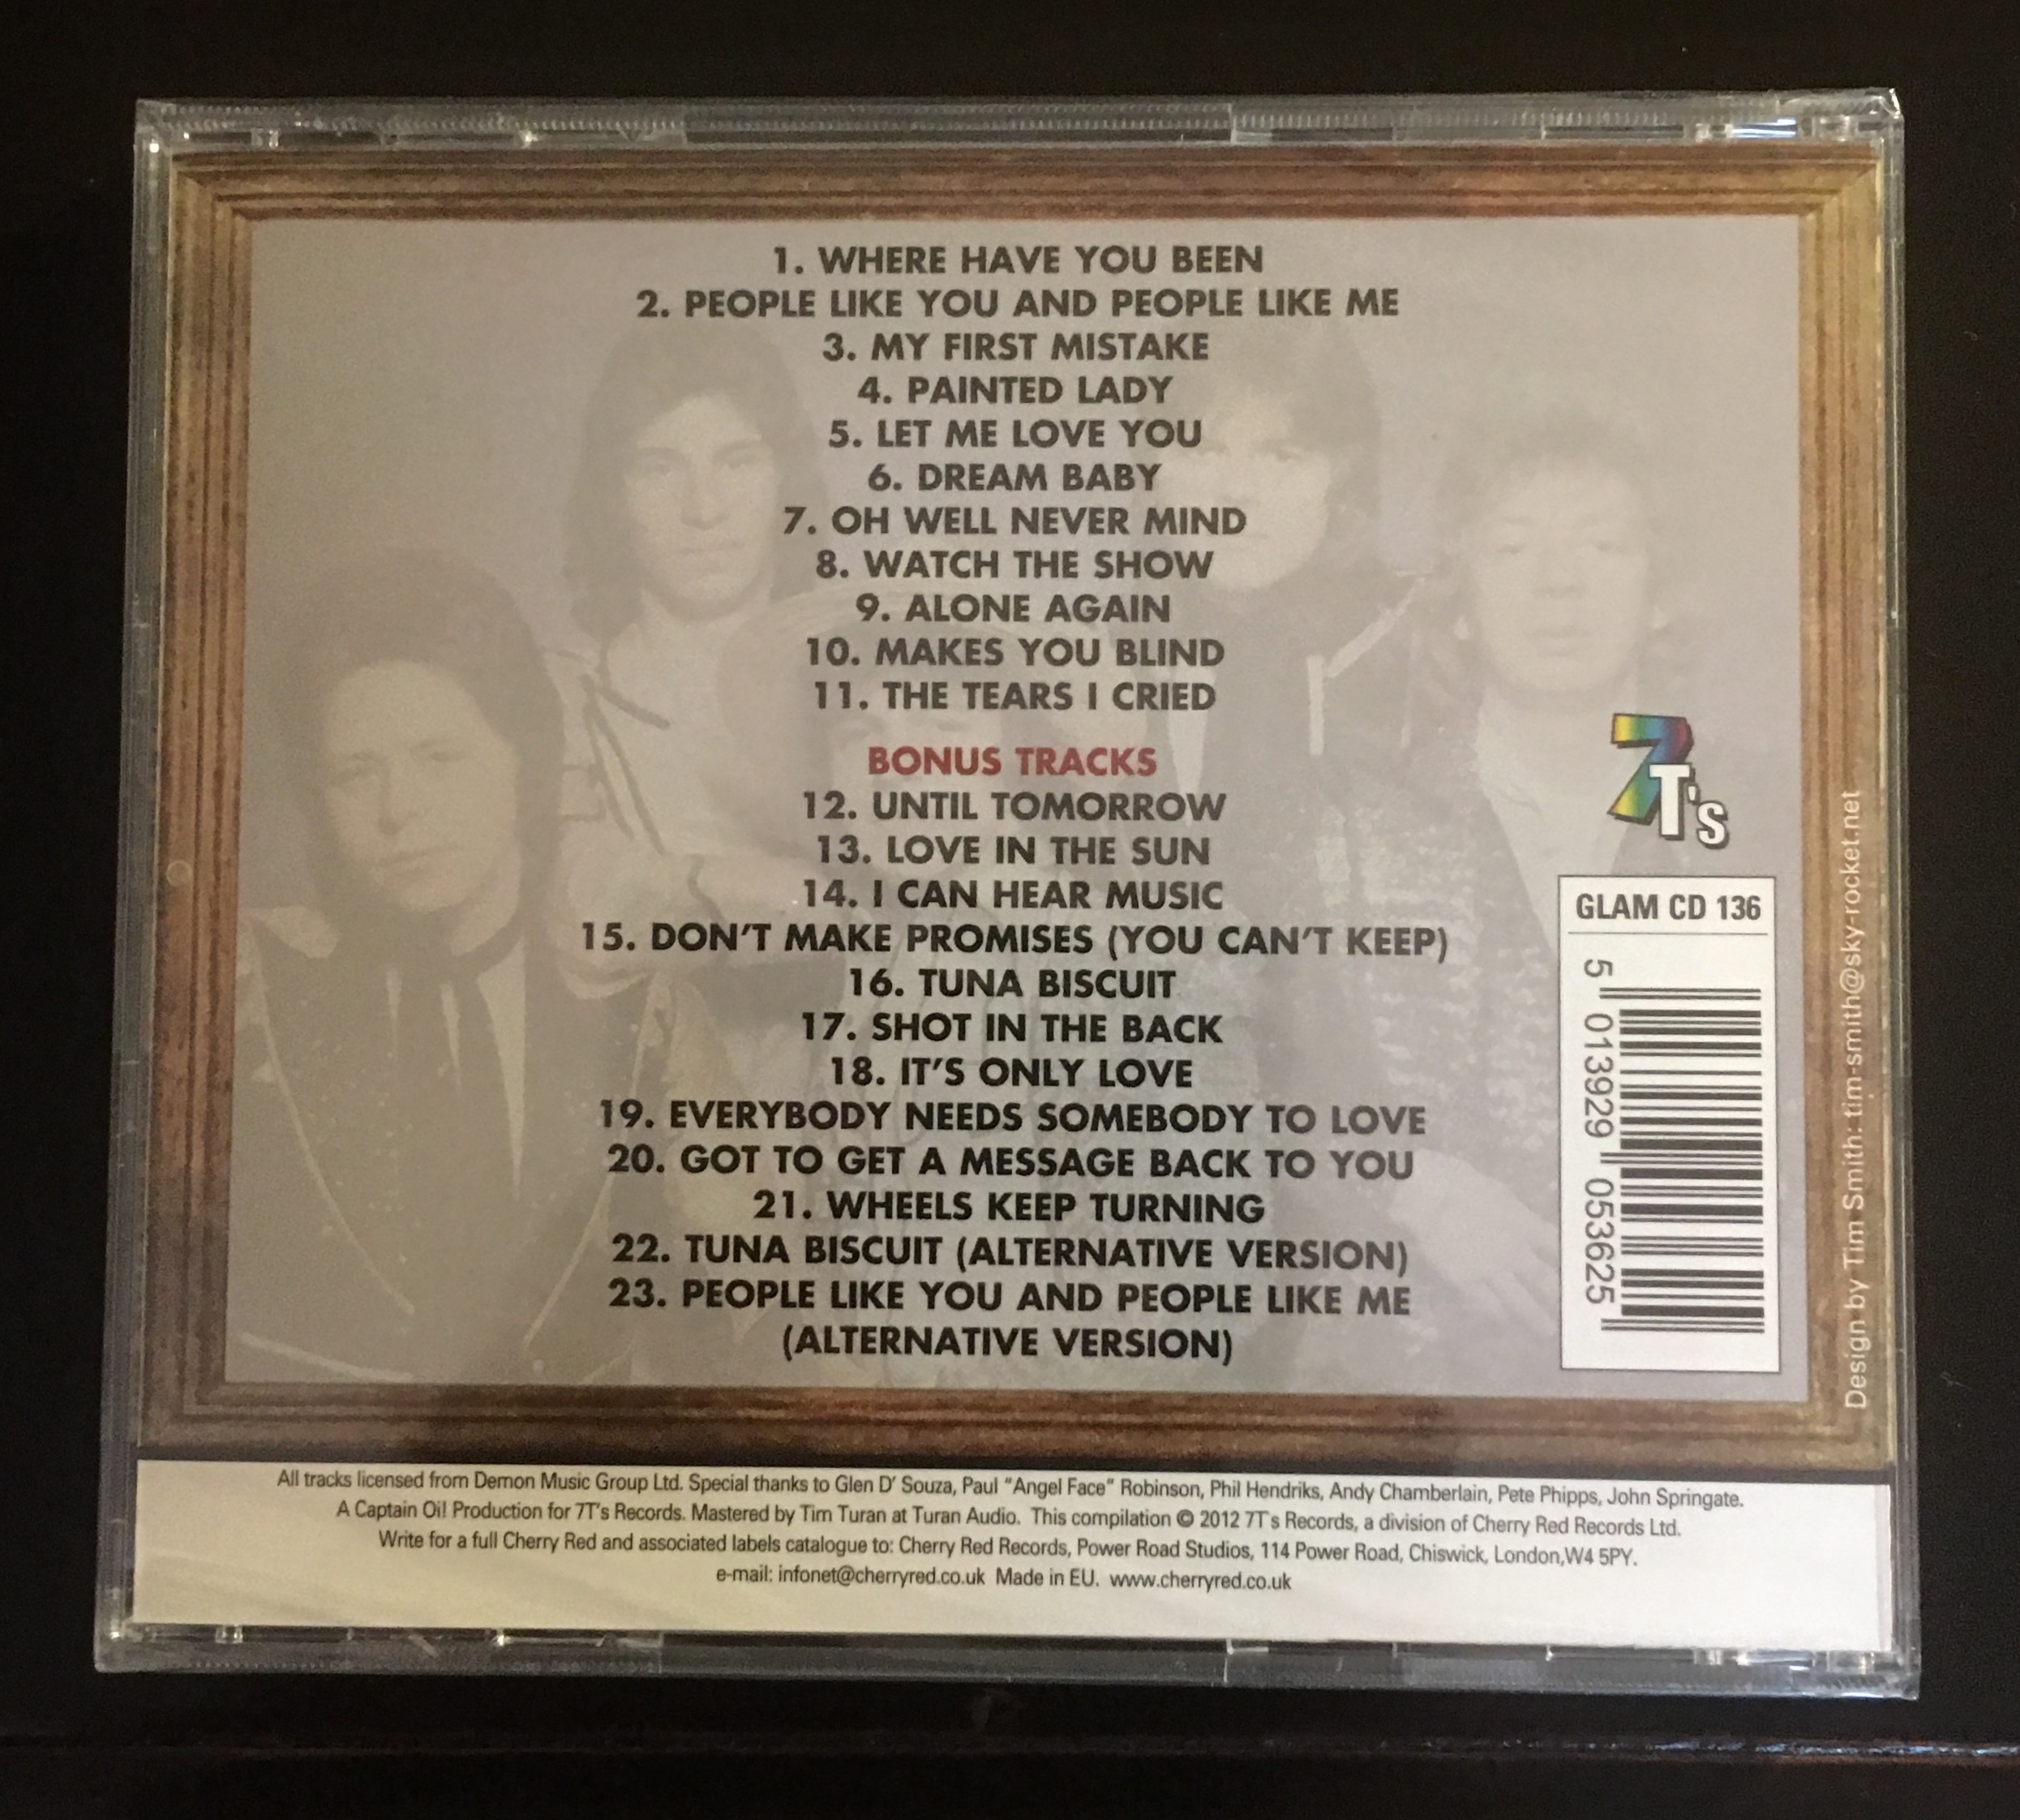 1. WHERE HAVE YOU BEEN
2. PEOPLE LIKE YOU AND PEOPLE LIKE ME
3. MY FIRST MISTAKE
4. PAINTED LADY
5. LET ME LOVE YOU
6. DREAM BABY
7. OH WELL NEVER MIND
8. WATCH THE SHOW
9. ALONE AGAIN
10. MAKES YOU BLIND
11. THE TEARS I CRIED
BONUS TRACKS
12. UNTIL TOMORROW
13. LOVE IN THE SUN
14. I CAN HEAR MUSIC
15. DON'T MAKE PROMISES (YOU CAN'T KEEP)
16. TUNA BISCUIT
17. SHOT IN THE BACK
18. IT'S ONLY LOVE
19. EVERYBODY NEEDS SOMEBODY TO LOVE
20. GOT TO GET A MESSAGE BACK TO YOU
21. WHEELS KEEP TURNING
22. TUNA BISCUIT (ALTERNATIVE VERSION)
23. PEOPLE LIKE YOU AND PEOPLE LIKE ME
(ALTERNATIVE VERSION)
7T's
GLAM CD 136
5 013929 053625
Design by Tim Smith: tim-smith@sky-rocket.net
All tracks licensed from Demon Music Group Ltd. Special thanks to Glen D' Souza, Paul "Angel Face" Robinson, Phil Hendriks, Andy Chamberlain, Pete Phipps, John Springate.
A Captain Oi! Production for 7T's Records. Mastered by Tim Turan at Turan Audio. This compilation © 2012 7T's Records, a division of Cherry Red Records Ltd.
Write for a full Cherry Red and associated labels catalogue to: Cherry Red Records, Power Road Studios, 114 Power Road, Chiswick, London,W4 5PY.
e-mail: infonet@cherryred.co.uk Made in EU. www.cherryred.co.uk